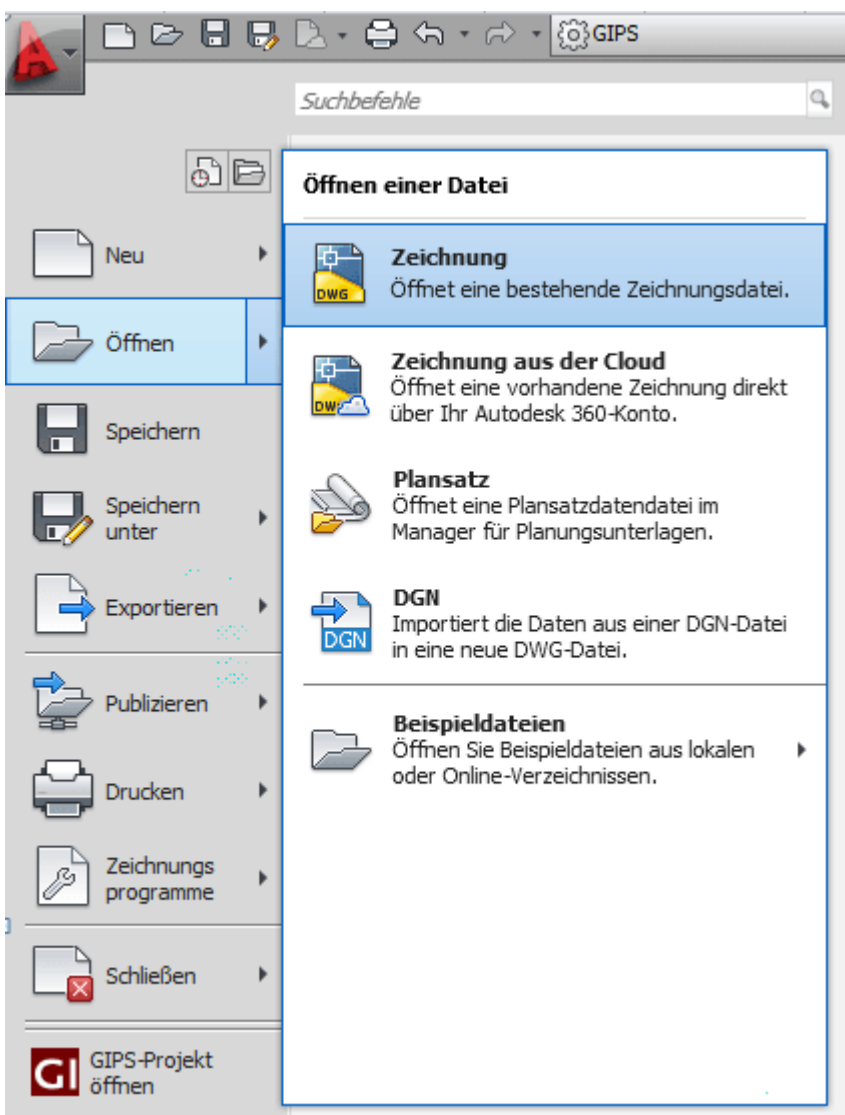 GIPS
Suchbefehle
Neu
Öffnen
Speichern
Speichern
unter
Exportieren
Publizieren
Drucken
Zeichnungs
programme
Schließen
GI
GIPS-Projekt
öffnen
Öffnen einer Datei
DWG
Zeichnung
Öffnet eine bestehende Zeichnungsdatei.
DW
Zeichnung aus der Cloud
Öffnet eine vorhandene Zeichnung direkt
über Ihr Autodesk 360-Konto.
Plansatz
Öffnet eine Plansatzdatendatei im
Manager für Planungsunterlagen.
DGN
DGN
Importiert die Daten aus einer DGN-Datei
in eine neue DWG-Datei.
Beispieldateien
Öffnen Sie Beispieldateien aus lokalen
oder Online-Verzeichnissen.